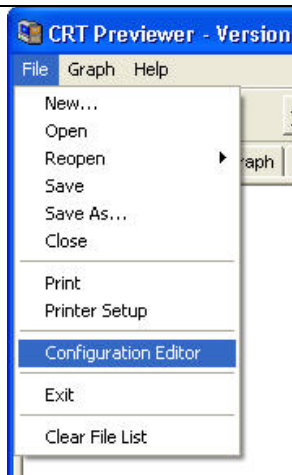 CRT Previewer - Version
File Graph Help
New...
Open
Reopen
raph
Save
Save As...
Close
Print
Printer Setup
Configuration Editor
Exit
Clear File List